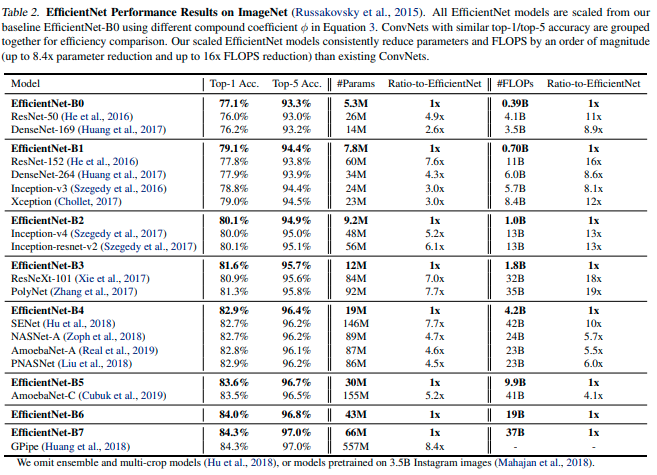 Table 2. EfficientNet Performance Results on ImageNet (Russakovsky et al., 2015). All EfficientNet models are scaled from our
baseline EfficientNet-B0 using different compound coefficient ϕ in Equation 3. ConvNets with similar top-1/top-5 accuracy are grouped
together for efficiency comparison. Our scaled EfficientNet models consistently reduce parameters and FLOPS by an order of magnitude
(up to 8.4x parameter reduction and up to 16x FLOPS reduction) than existing ConvNets.
Model Top-1 Acc. Top-5 Acc. #Params Ratio-to-EfficientNet #FLOPs Ratio-to-EfficientNet
EfficientNet-B0 77.1% 93.3% 5.3M 1x 0.39B 1x
ResNet-50 (He et al., 2016) 76.0% 93.0% 26M 4.9x 4.1B 11x
DenseNet-169 (Huang et al., 2017) 76.2% 93.2% 14M 2.6x 3.5B 8.9x
EfficientNet-B1 79.1% 94.4% 7.8M 1x 0.70B 1x
ResNet-152 (He et al., 2016) 77.8% 93.8% 60M 7.6x 11B 16x
DenseNet-264 (Huang et al., 2017) 77.9% 93.9% 34M 4.3x 6.0B 8.6x
Inception-v3 (Szegedy et al., 2016) 78.8% 94.4% 24M 3.0x 5.7B 8.1x
Xception (Chollet, 2017) 79.0% 94.5% 23M 3.0x 8.4B 12x
EfficientNet-B2 80.1% 94.9% 9.2M 1x 1.0B 1x
Inception-v4 (Szegedy et al., 2017) 80.0% 95.0% 48M 5.2x 13B 13x
Inception-resnet-v2 (Szegedy et al., 2017) 80.1% 95.1% 56M 6.1x 13B 13x
EfficientNet-B3 81.6% 95.7% 12M 1x 1.8B 1x
ResNeXt-101 (Xie et al., 2017) 80.9% 95.6% 84M 7.0x 32B 18x
PolyNet (Zhang et al., 2017) 81.3% 95.8% 92M 7.7x 35B 19x
EfficientNet-B4 82.9% 96.4% 19M 1x 4.2B 1x
SENet (Hu et al., 2018) 82.7% 96.2% 146M 7.7x 42B 10x
NASNet-A (Zoph et al., 2018) 82.7% 96.2% 89M 4.7x 24B 5.7x
AmoebaNet-A (Real et al., 2019) 82.8% 96.1% 87M 4.6x 23B 5.5x
PNASNet (Liu et al., 2018) 82.9% 96.2% 86M 4.5x 23B 6.0x
EfficientNet-B5 83.6% 96.7% 30M 1x 9.9B 1x
AmoebaNet-C (Cubuk et al., 2019) 83.5% 96.5% 155M 5.2x 41B 4.1x
EfficientNet-B6 84.0% 96.8% 43M 1x 19B 1x
EfficientNet-B7 84.3% 97.0% 66M 1x 37B 1x
GPipe (Huang et al., 2018) 84.3% 97.0% 557M 8.4x - -
We omit ensemble and multi-crop models (Hu et al., 2018), or models pretrained on 3.5B Instagram images (Mahajan et al., 2018).